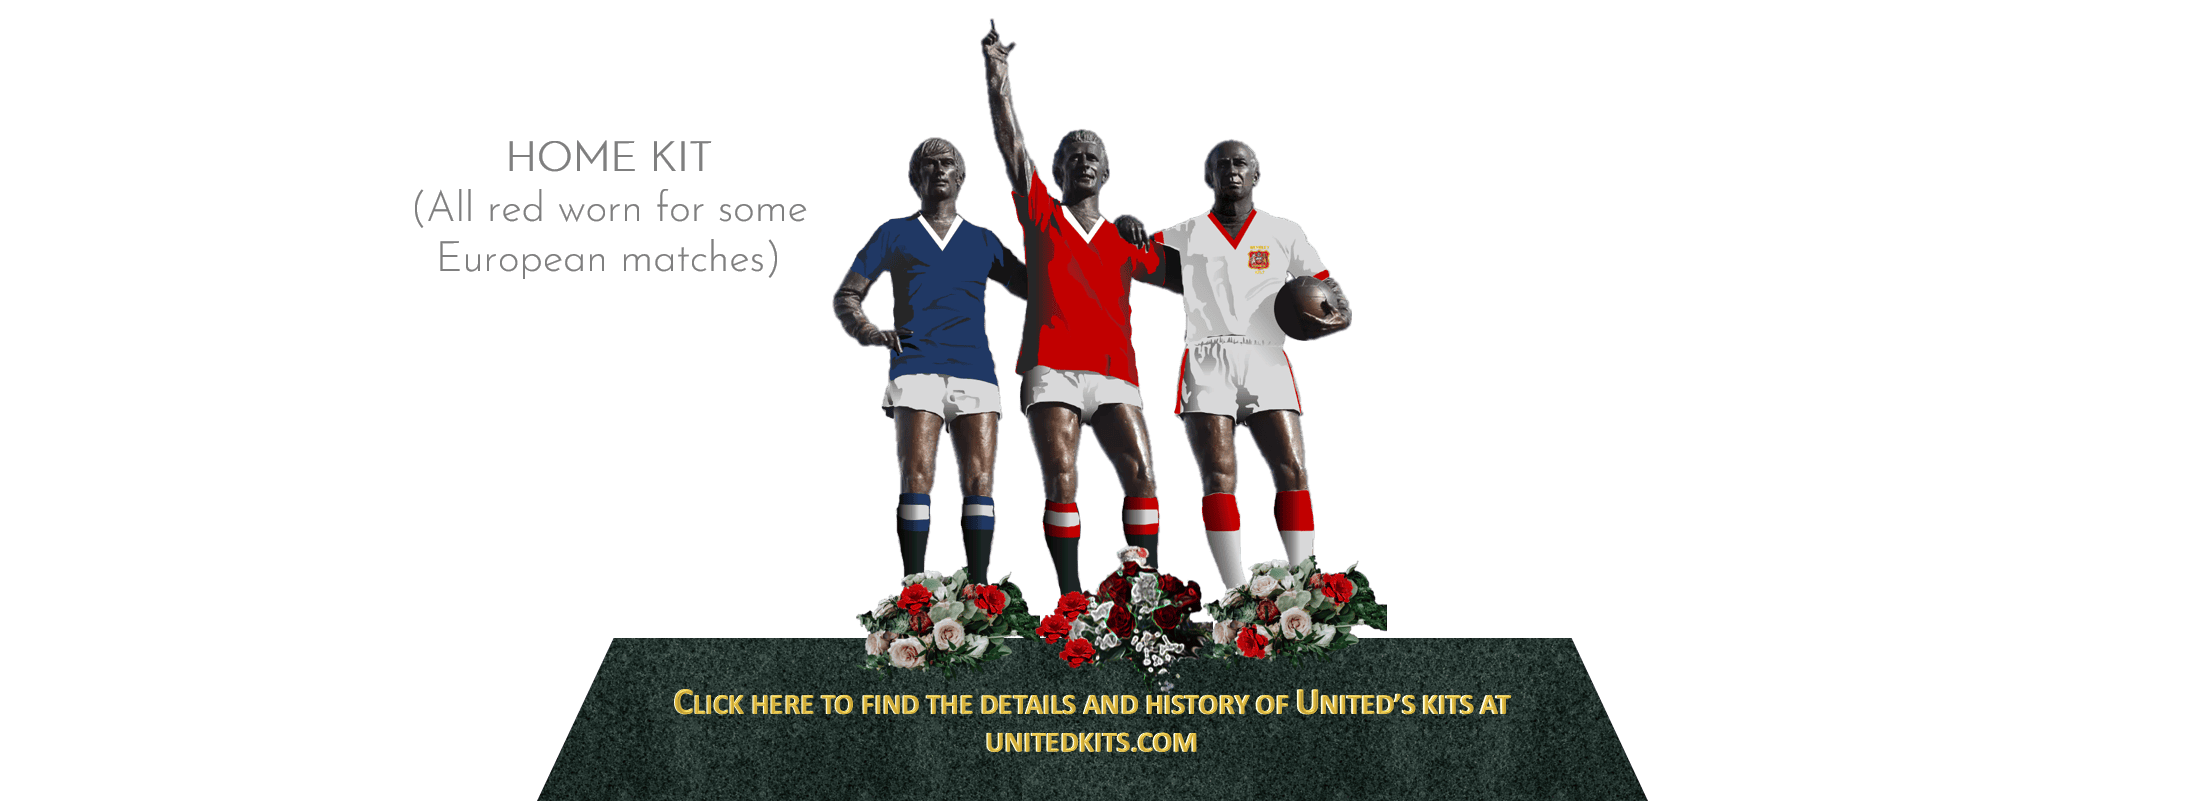 HOME KIT
(All red worn for some
European matches)
Click here to find the details and history of United's kits at
unitedkits.com